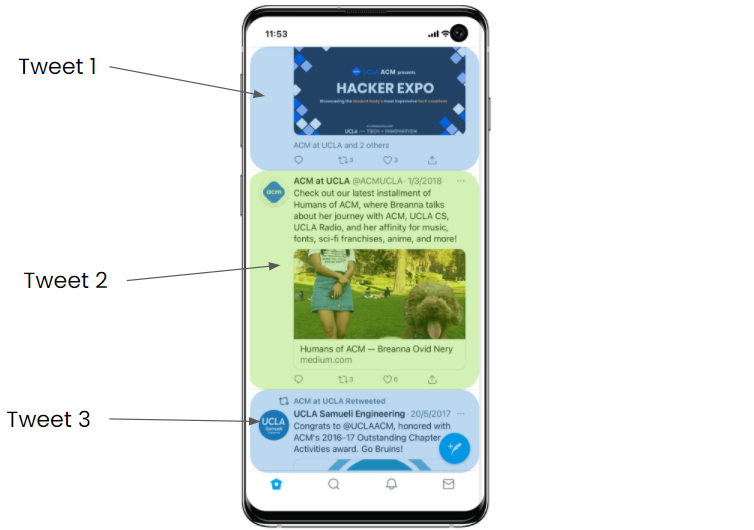 Tweet 1
Tweet 2
Tweet 3
11:53
UCLA ACM presents
HACKER EXPO
Showcasing the student body's most impressive tech creations
UCLA
TECH + INNOVATION
ACM at UCLA and 2 others
3
3
acm
ACM at UCLA @ACMUCLA · 1/3/2018
Check out our latest installment of
Humans of ACM, where Breanna talks
about her journey with ACM, UCLA CS,
UCLA Radio, and her affinity for music,
fonts, sci-fi franchises, anime, and more!
Humans of ACM — Breanna Ovid Nery
medium.com
3
6
ACM at UCLA Retweeted
UCLA
Samueli
UCLA Samueli Engineering · 20/5/2017
Congrats to @UCLAACM, honored with
ACM's 2016-17 Outstanding Chapter
Activities award. Go Bruins!